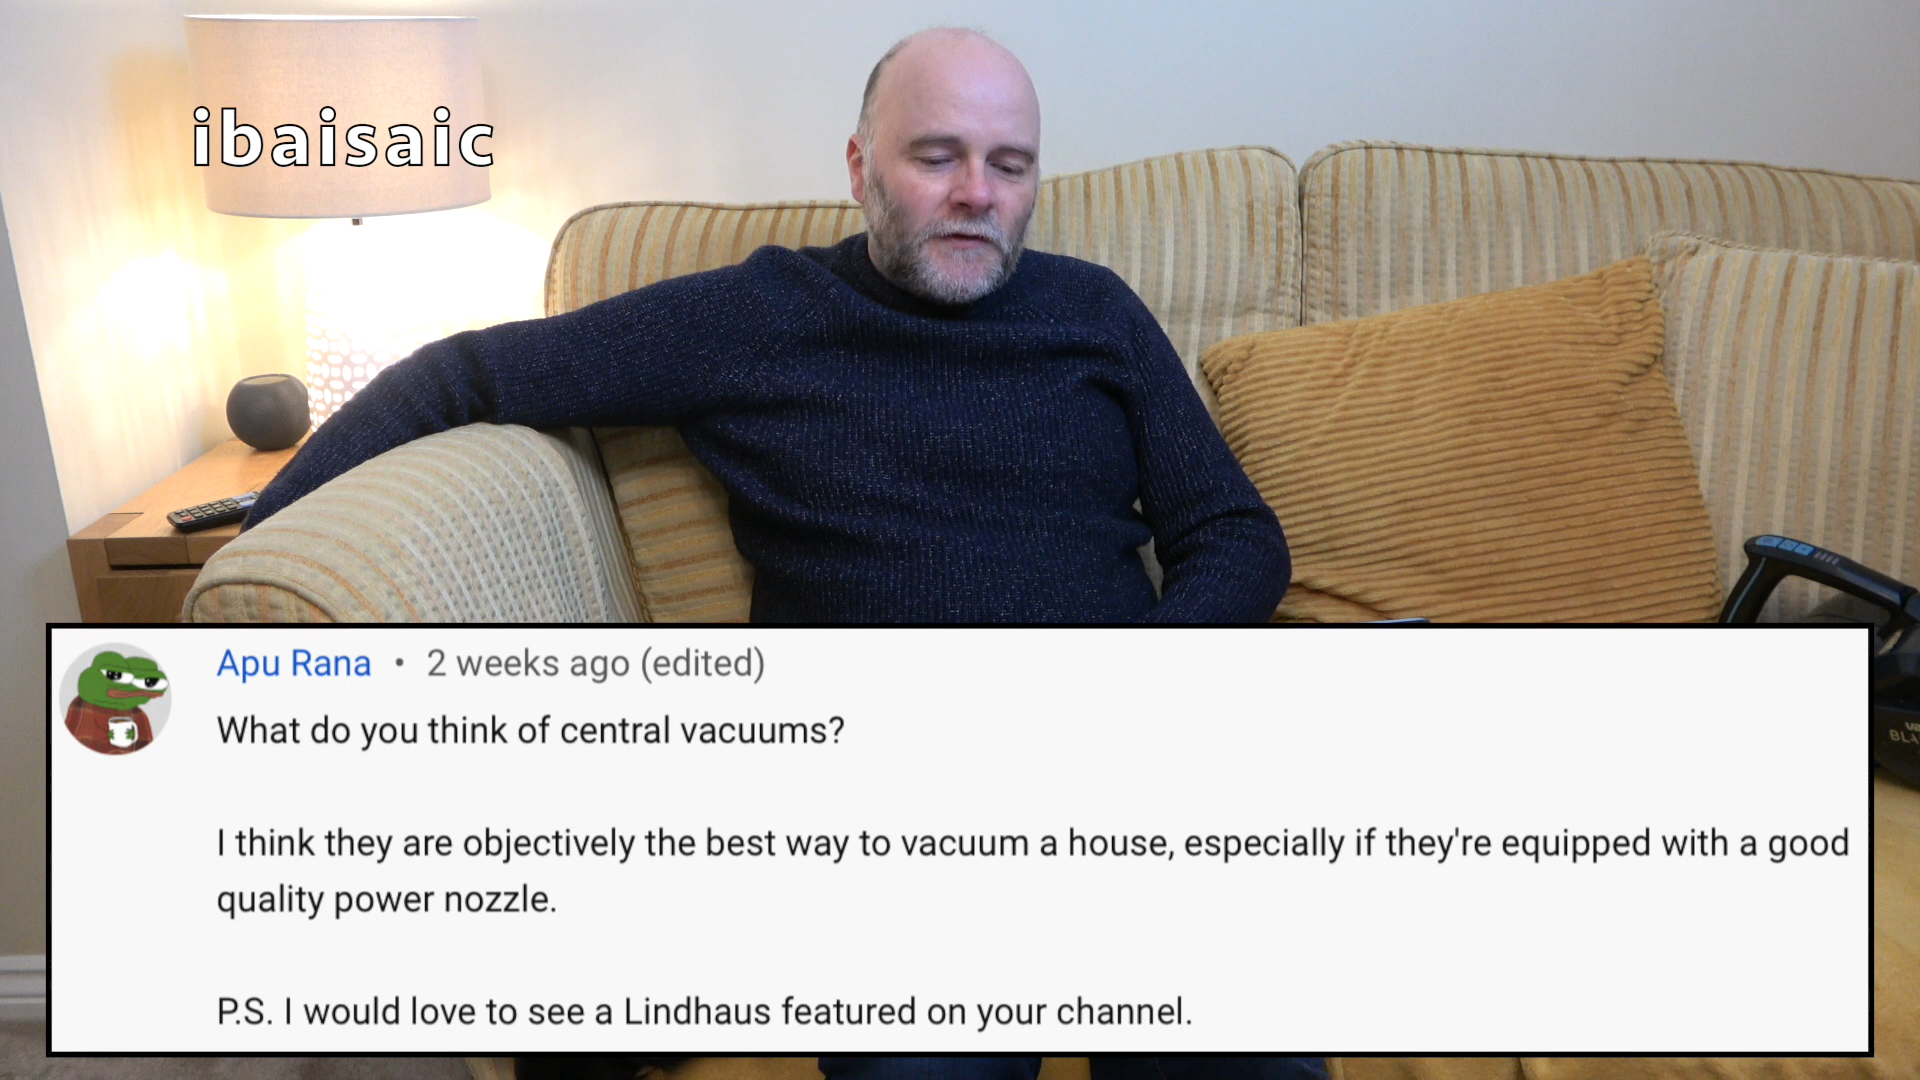 ibaisaic
Apu Rana • 2 weeks ago (edited)
What do you think of central vacuums?
I think they are objectively the best way to vacuum a house, especially if they're equipped with a good
quality power nozzle.
P.S. I would love to see a Lindhaus featured on your channel.